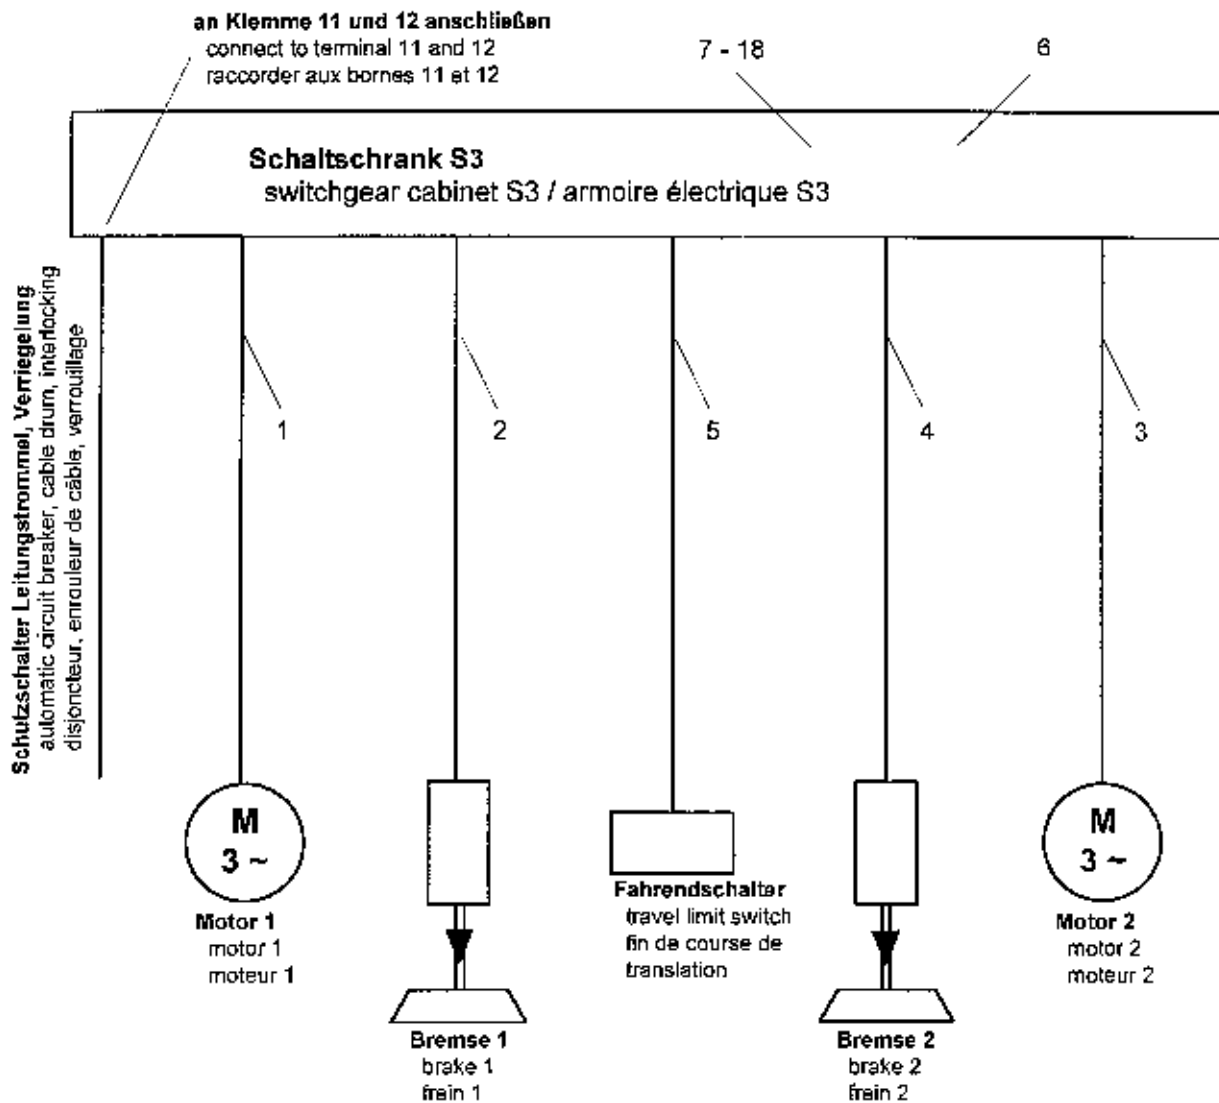 an Klemme 11 und 12 anschließen
connect to terminal 11 and 12
raccorder aux bornes 11 et 12
7 - 18
6
Schaltschrank S3
switchgear cabinet S3 / armoire électrique S3
Schutzschalter Leitungstrommel, Verriegelung
automatic circuit breaker, cable drum, interlocking
disjoncteur, enrouleur de câble, verrouillage
1
2
5
4
3
M
3 ~
Motor 1
motor 1
moteur 1
Bremse 1
brake 1
frein 1
Fahrendschalter
travel limit switch
fin de course de
translation
Bremse 2
brake 2
frein 2
M
3 ~
Motor 2
motor 2
moteur 2